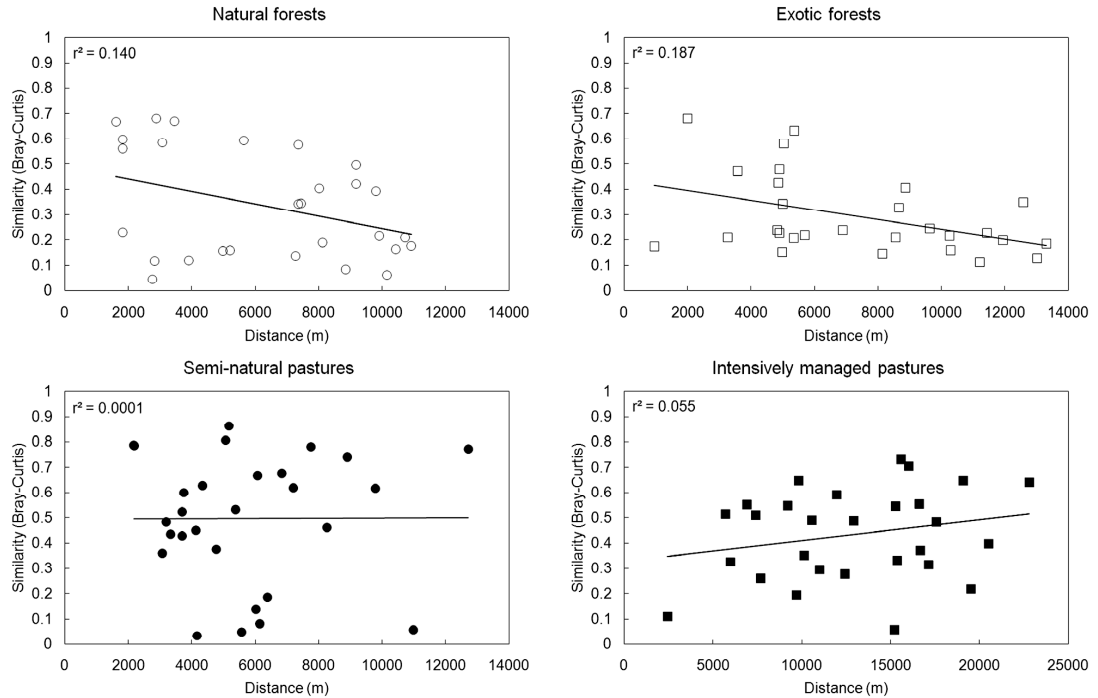 Natural forests
r² = 0.140
Similarity (Bray-Curtis)
1
0.9
0.8
0.7
0.6
0.5
0.4
0.3
0.2
0.1
0
0 2000 4000 6000 8000 10000 12000 14000
Distance (m)
Exotic forests
r² = 0.187
Similarity (Bray-Curtis)
1
0.9
0.8
0.7
0.6
0.5
0.4
0.3
0.2
0.1
0
0 2000 4000 6000 8000 10000 12000 14000
Distance (m)
Semi-natural pastures
r² = 0.0001
Similarity (Bray-Curtis)
1
0.9
0.8
0.7
0.6
0.5
0.4
0.3
0.2
0.1
0
0 2000 4000 6000 8000 10000 12000 14000
Distance (m)
Intensively managed pastures
r² = 0.055
Similarity (Bray-Curtis)
1
0.9
0.8
0.7
0.6
0.5
0.4
0.3
0.2
0.1
0
0 5000 10000 15000 20000 25000
Distance (m)